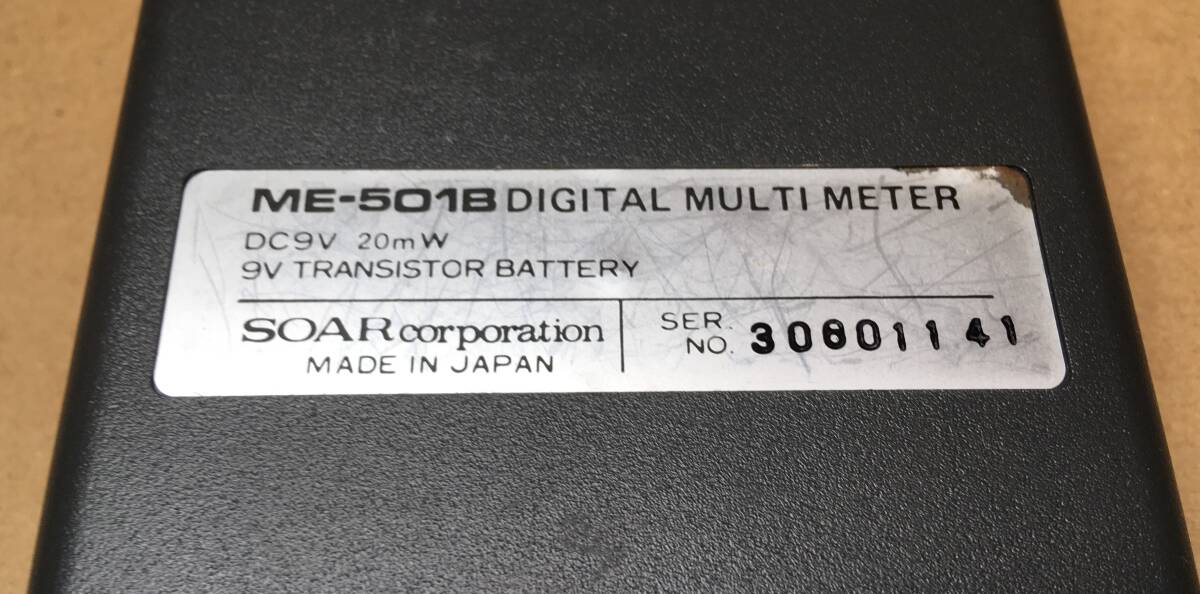 ME-501B DIGITAL MULTI METER
DC9V 20mW
9V TRANSISTOR BATTERY
SOAR corporation
MADE IN JAPAN
SER.
NO. 30801141